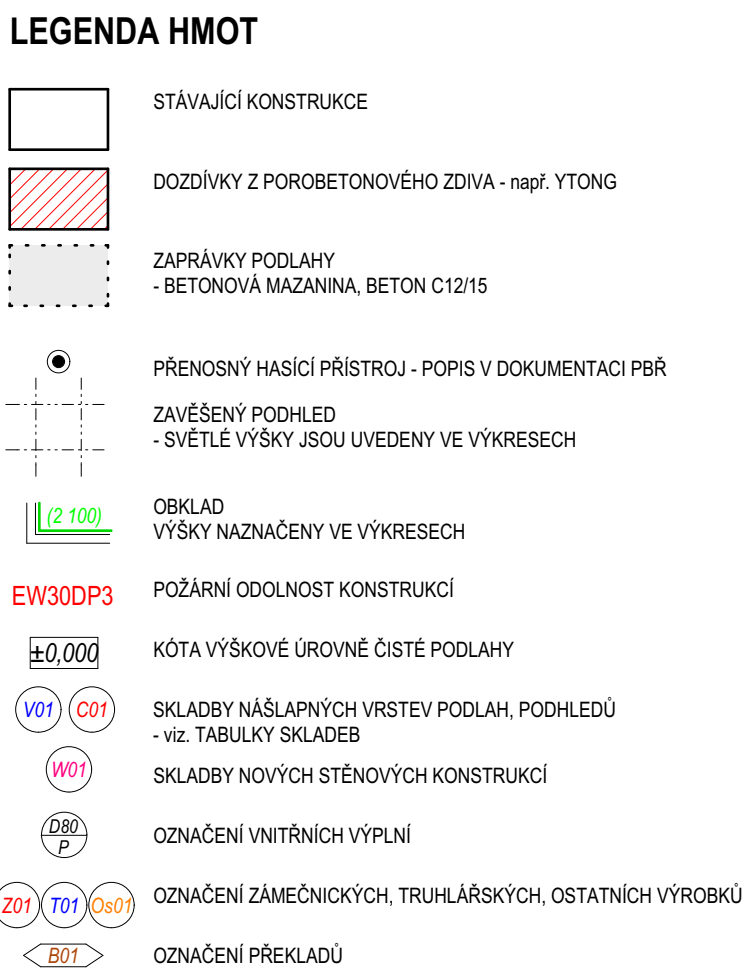 LEGENDA HMOT
STÁVAJÍCÍ KONSTRUKCE
DOZDÍVKY Z POROBETONOVÉHO ZDIVA - např. YTONG
ZAPRÁVKY PODLAHY
- BETONOVÁ MAZANINA, BETON C12/15
PŘENOSNÝ HASÍCÍ PŘÍSTROJ - POPIS V DOKUMENTACI PBŘ
ZAVĚŠENÝ PODHLED
- SVĚTLÉ VÝŠKY JSOU UVEDENY VE VÝKRESECH
(2 100)
OBKLAD
VÝŠKY NAZNAČENY VE VÝKRESECH
EW30DP3 POŽÁRNÍ ODOLNOST KONSTRUKCÍ
±0,000 KÓTA VÝŠKOVÉ ÚROVNĚ ČISTÉ PODLAHY
V01 C01 SKLADBY NÁŠLAPNÝCH VRSTEV PODLAH, PODHLEDŮ
- viz. TABULKY SKLADEB
W01 SKLADBY NOVÝCH STĚNOVÝCH KONSTRUKCÍ
D80
P
OZNAČENÍ VNITŘNÍCH VÝPLNÍ
Z01 T01 Os01 OZNAČENÍ ZÁMEČNICKÝCH, TRUHLÁŘSKÝCH, OSTATNÍCH VÝROBKŮ
B01 OZNAČENÍ PŘEKLADŮ